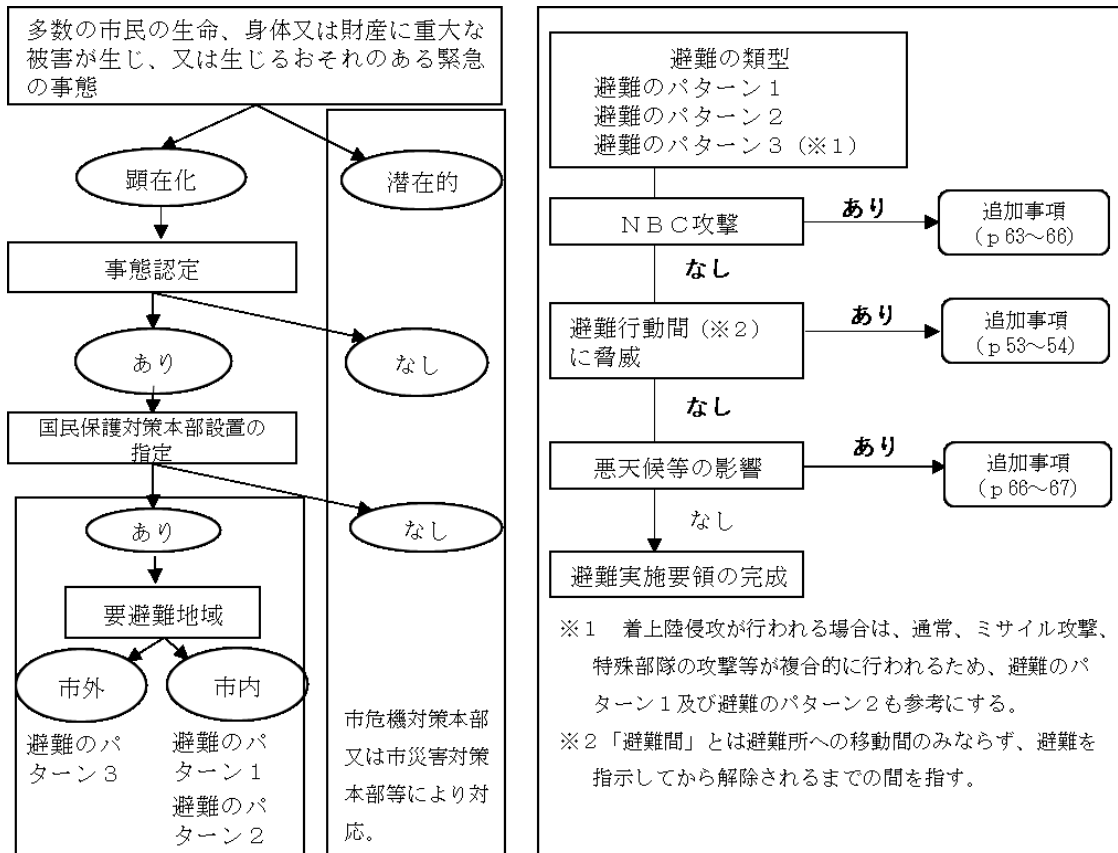 多数の市民の生命、身体又は財産に重大な
被害が生じ、又は生じるおそれのある緊急
の事態
顕在化
潜在的
事態認定
あり
なし
国民保護対策本部設置の
指定
あり
なし
要避難地域
市外
市内
避難のパ
ターン３
避難のパ
ターン１
避難のパ
ターン２
市危機対策本部
又は市災害対策
本部等により対
応。
避難の類型
避難のパターン１
避難のパターン２
避難のパターン３（※１）
ＮＢＣ攻撃
あり
追加事項
（ｐ63～66）
なし
避難行動間（※２）
に脅威
あり
追加事項
（ｐ53～54）
なし
悪天候等の影響
あり
追加事項
（ｐ66～67）
なし
避難実施要領の完成
※１　着上陸侵攻が行われる場合は、通常、ミサイル攻撃、
特殊部隊の攻撃等が複合的に行われるため、避難のパ
ターン１及び避難のパターン２も参考にする。
※２「避難間」とは避難所への移動間のみならず、避難を
指示してから解除されるまでの間を指す。